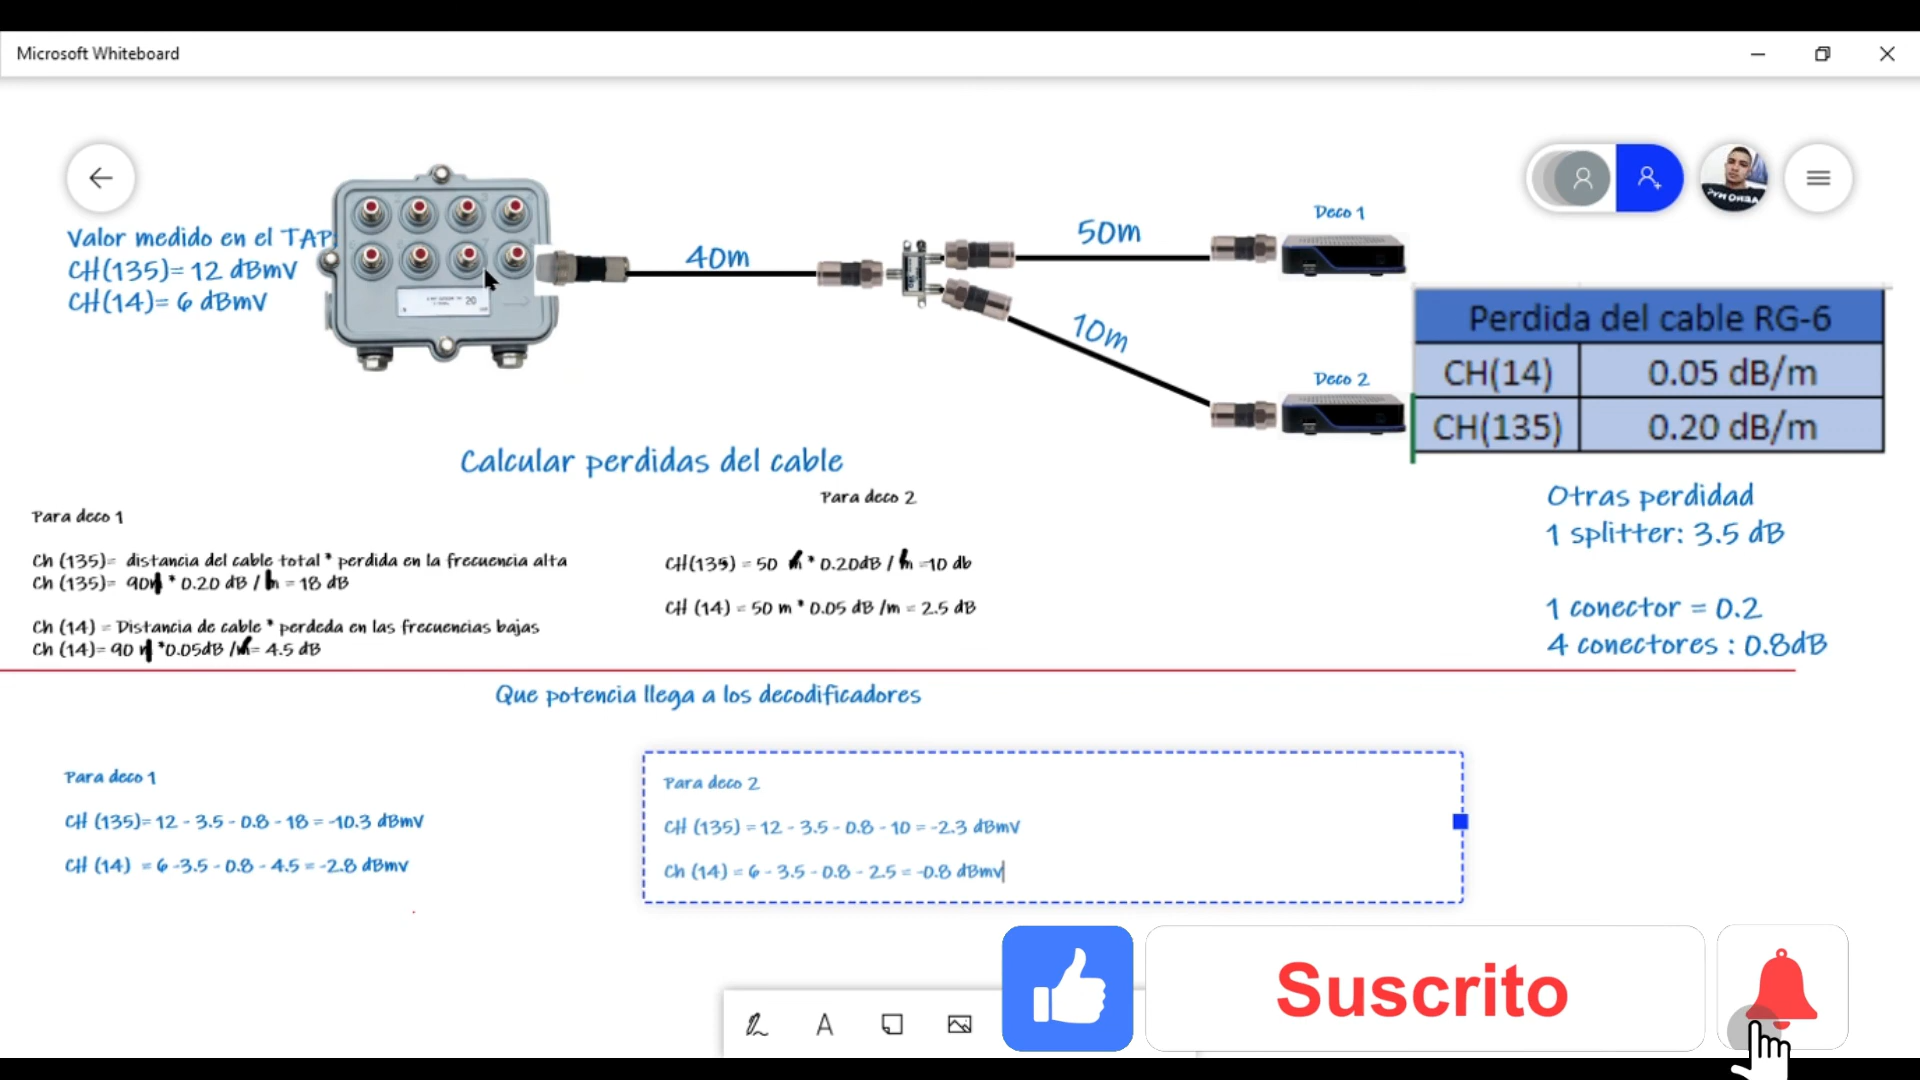 Microsoft Whiteboard
Valor medido en el TAP
CH(135)= 12 dBmV
CH(14)= 6 dBmV
20
40m
50m
10m
Deco 1
Deco 2
Perdida del cable RG-6
CH(14) 0.05 dB/m
CH(135) 0.20 dB/m
Calcular perdidas del cable
Para deco 1
Ch (135)= distancia del cable total * perdida en la frecuencia alta
Ch (135)= 90m * 0.20 dB / m = 18 dB
Ch (14) = Distancia de cable * perdeda en las frecuencias bajas
Ch (14)= 90 m *0.05dB /m= 4.5 dB
Para deco 2
CH(135) = 50 m * 0.20dB / m =10 db
CH (14) = 50 m * 0.05 dB /m = 2.5 dB
Otras perdidad
1 splitter: 3.5 dB
1 conector = 0.2
4 conectores : 0.8dB
Que potencia llega a los decodificadores
Para deco 1
CH (135)= 12 - 3.5 - 0.8 - 18 = -10.3 dBmv
CH (14) = 6 -3.5 - 0.8 - 4.5 = -2.8 dBmv
Para deco 2
CH (135) = 12 - 3.5 - 0.8 - 10 = -2.3 dBmv
Ch (14) = 6 - 3.5 - 0.8 - 2.5 = -0.8 dBmv
Suscrito